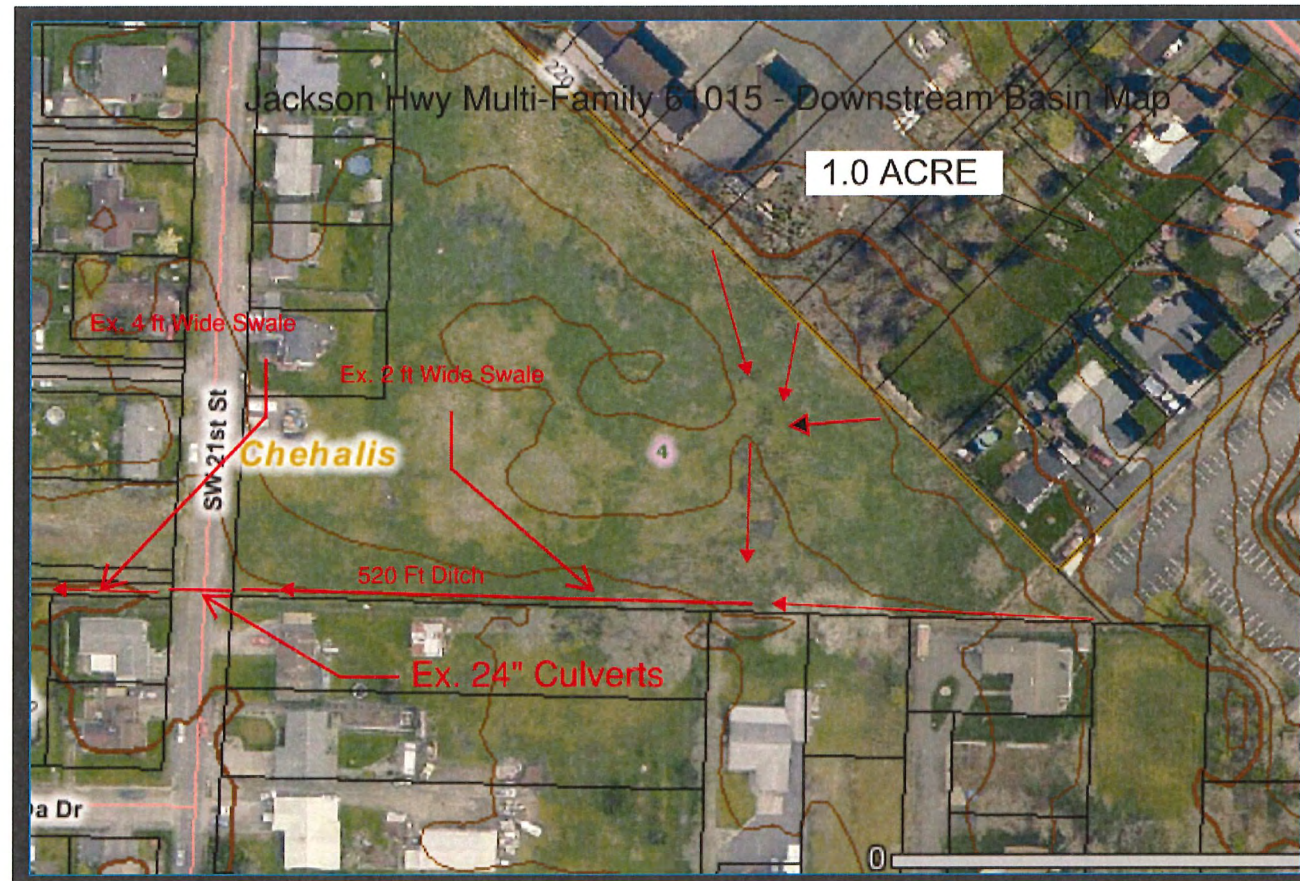 220
Jackson Hwy Multi-Family 61015 - Downstream Basin Map
1.0 ACRE
Ex. 4 ft Wide Swale
Ex. 2 ft Wide Swale
SW 21st St
Chehalis
4
520 Ft Ditch
Ex. 24" Culverts
a Dr
0